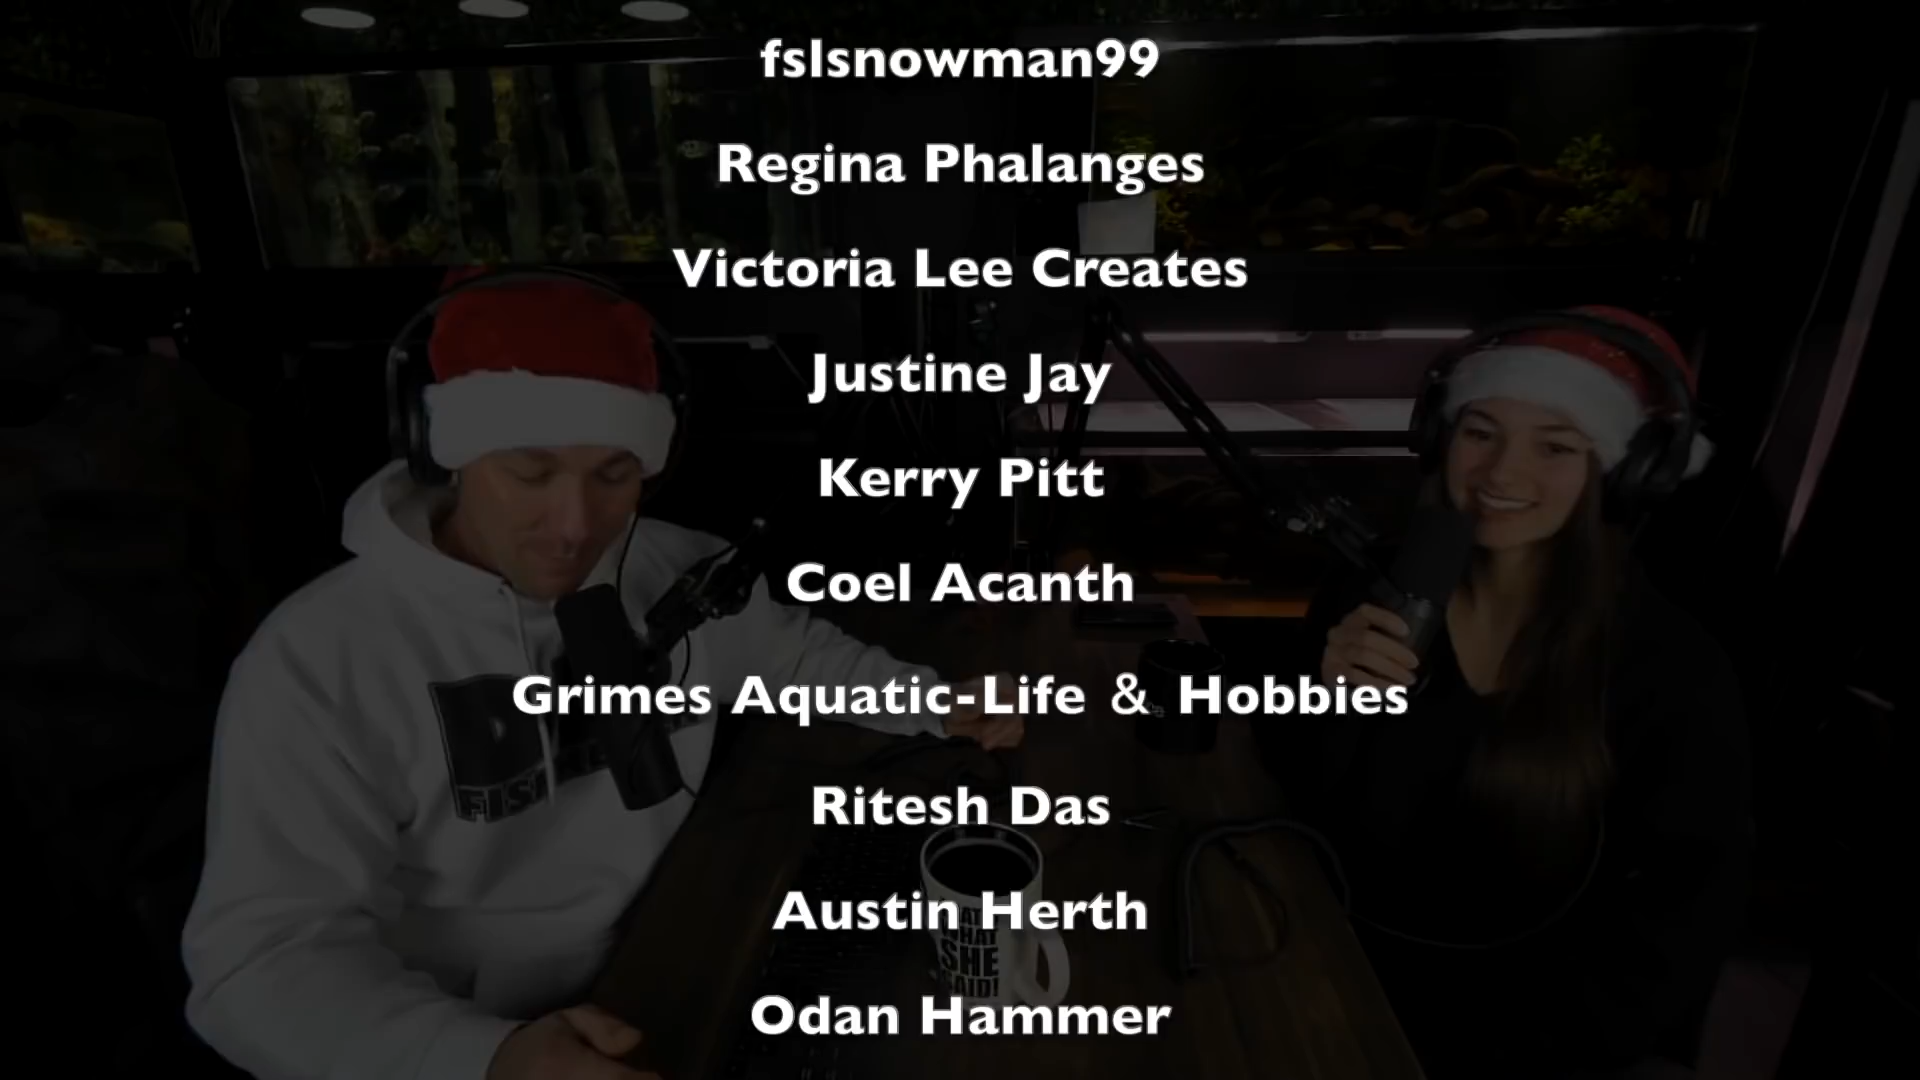 fslsnowman99
Regina Phalanges
Victoria Lee Creates
Justine Jay
Kerry Pitt
Coel Acanth
Grimes Aquatic-Life & Hobbies
Ritesh Das
Austin Herth
SHE
Odan Hammer